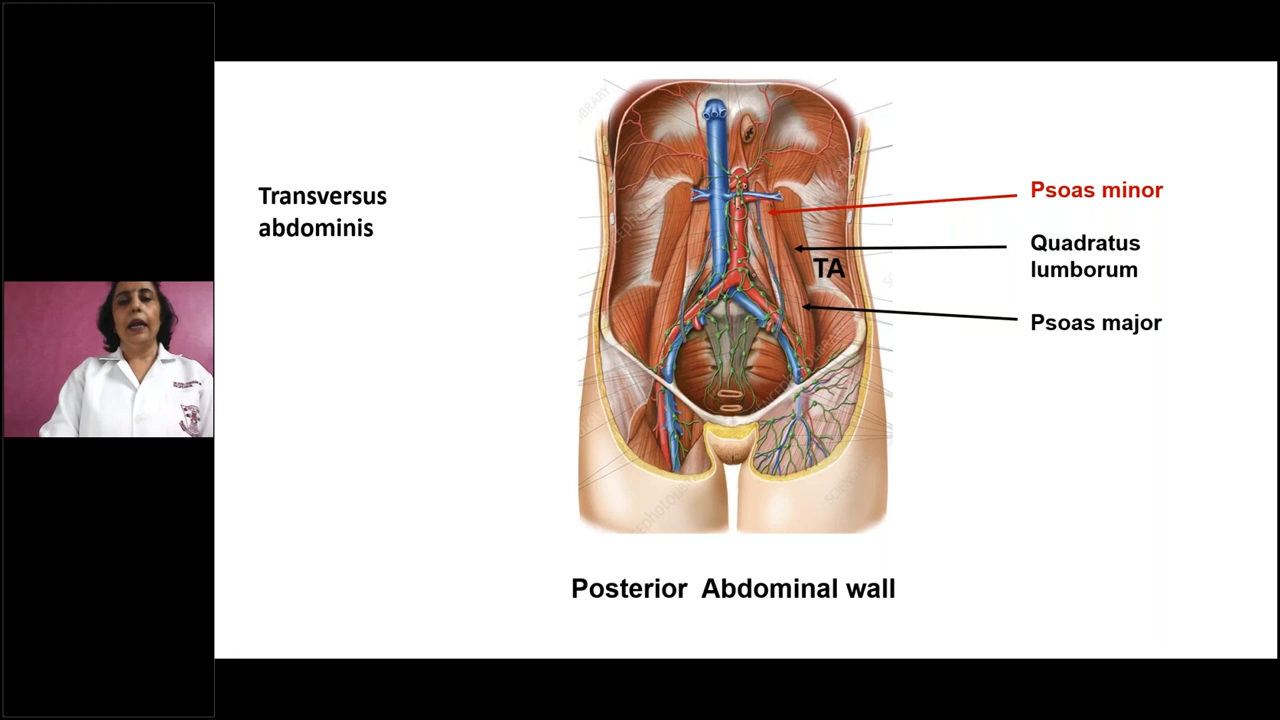 Transversus
abdominis
Psoas minor
Quadratus
lumborum
TA
Psoas major
Posterior Abdominal wall